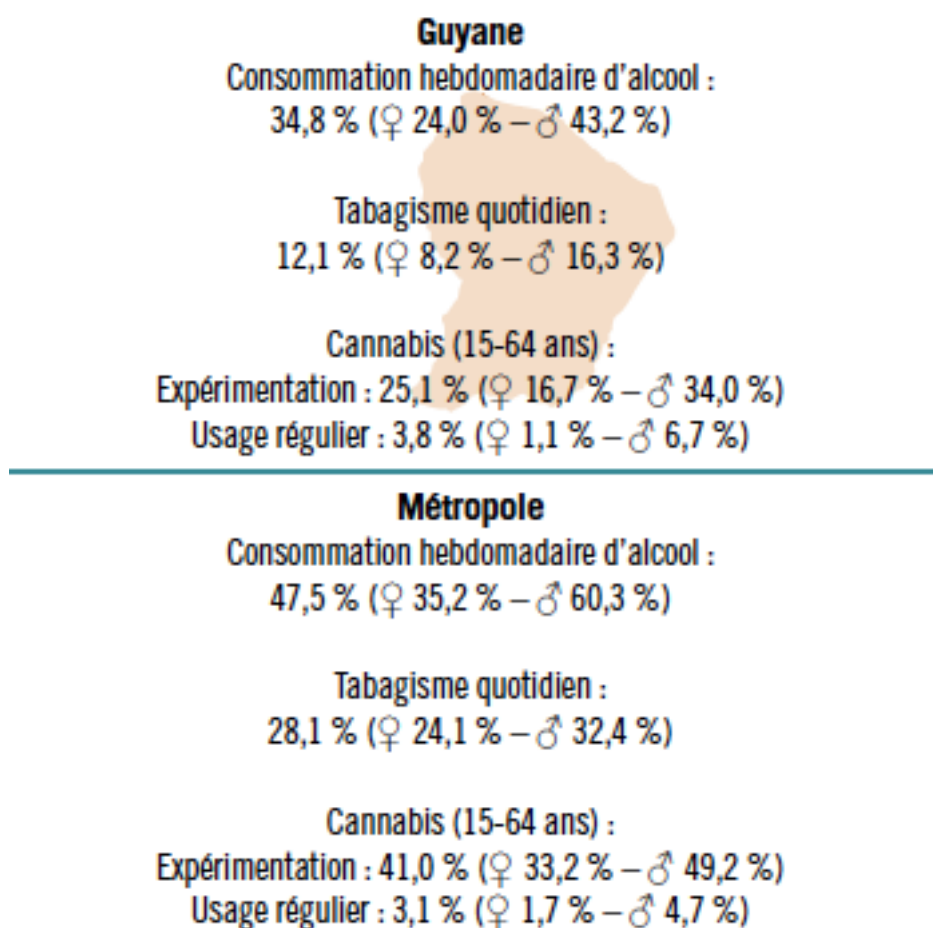 Guyane
Consommation hebdomadaire d’alcool :
34,8 % (♀ 24,0 % – ♂ 43,2 %)
Tabagisme quotidien :
12,1 % (♀ 8,2 % – ♂ 16,3 %)
Cannabis (15-64 ans) :
Expérimentation : 25,1 % (♀ 16,7 % – ♂ 34,0 %)
Usage régulier : 3,8 % (♀ 1,1 % – ♂ 6,7 %)
Métropole
Consommation hebdomadaire d’alcool :
47,5 % (♀ 35,2 % – ♂ 60,3 %)
Tabagisme quotidien :
28,1 % (♀ 24,1 % – ♂ 32,4 %)
Cannabis (15-64 ans) :
Expérimentation : 41,0 % (♀ 33,2 % – ♂ 49,2 %)
Usage régulier : 3,1 % (♀ 1,7 % – ♂ 4,7 %)